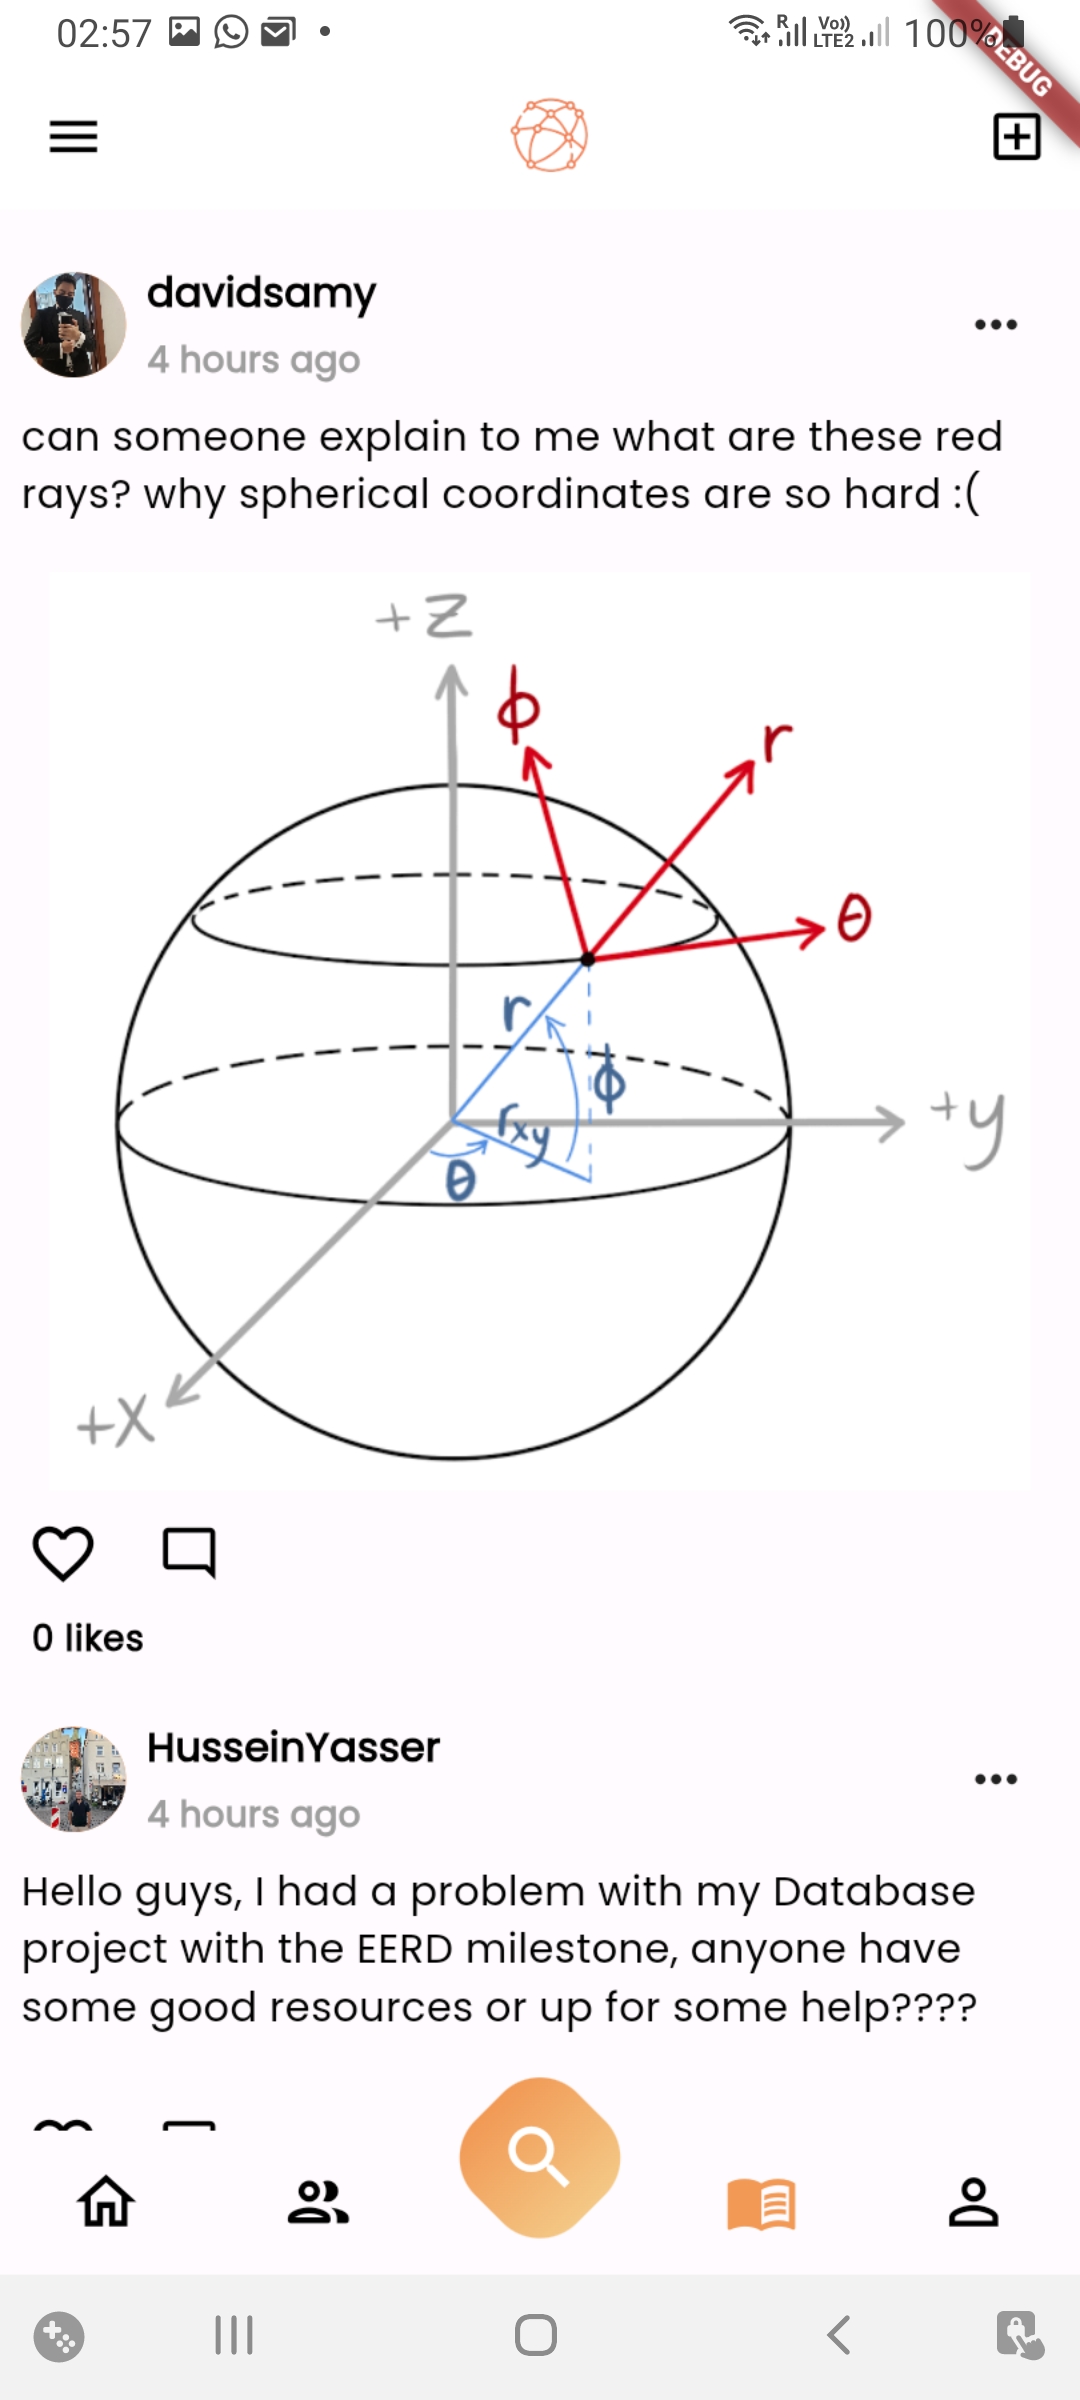 02:57
R
Vo))
LTE2
100%
DEBUG
davidsamy
4 hours ago
can someone explain to me what are these red
rays? why spherical coordinates are so hard :(
+Z
ϕ
r
θ
r
ϕ
rxy
θ
+y
+X
0 likes
HusseinYasser
4 hours ago
Hello guys, I had a problem with my Database
project with the EERD milestone, anyone have
some good resources or up for some help????